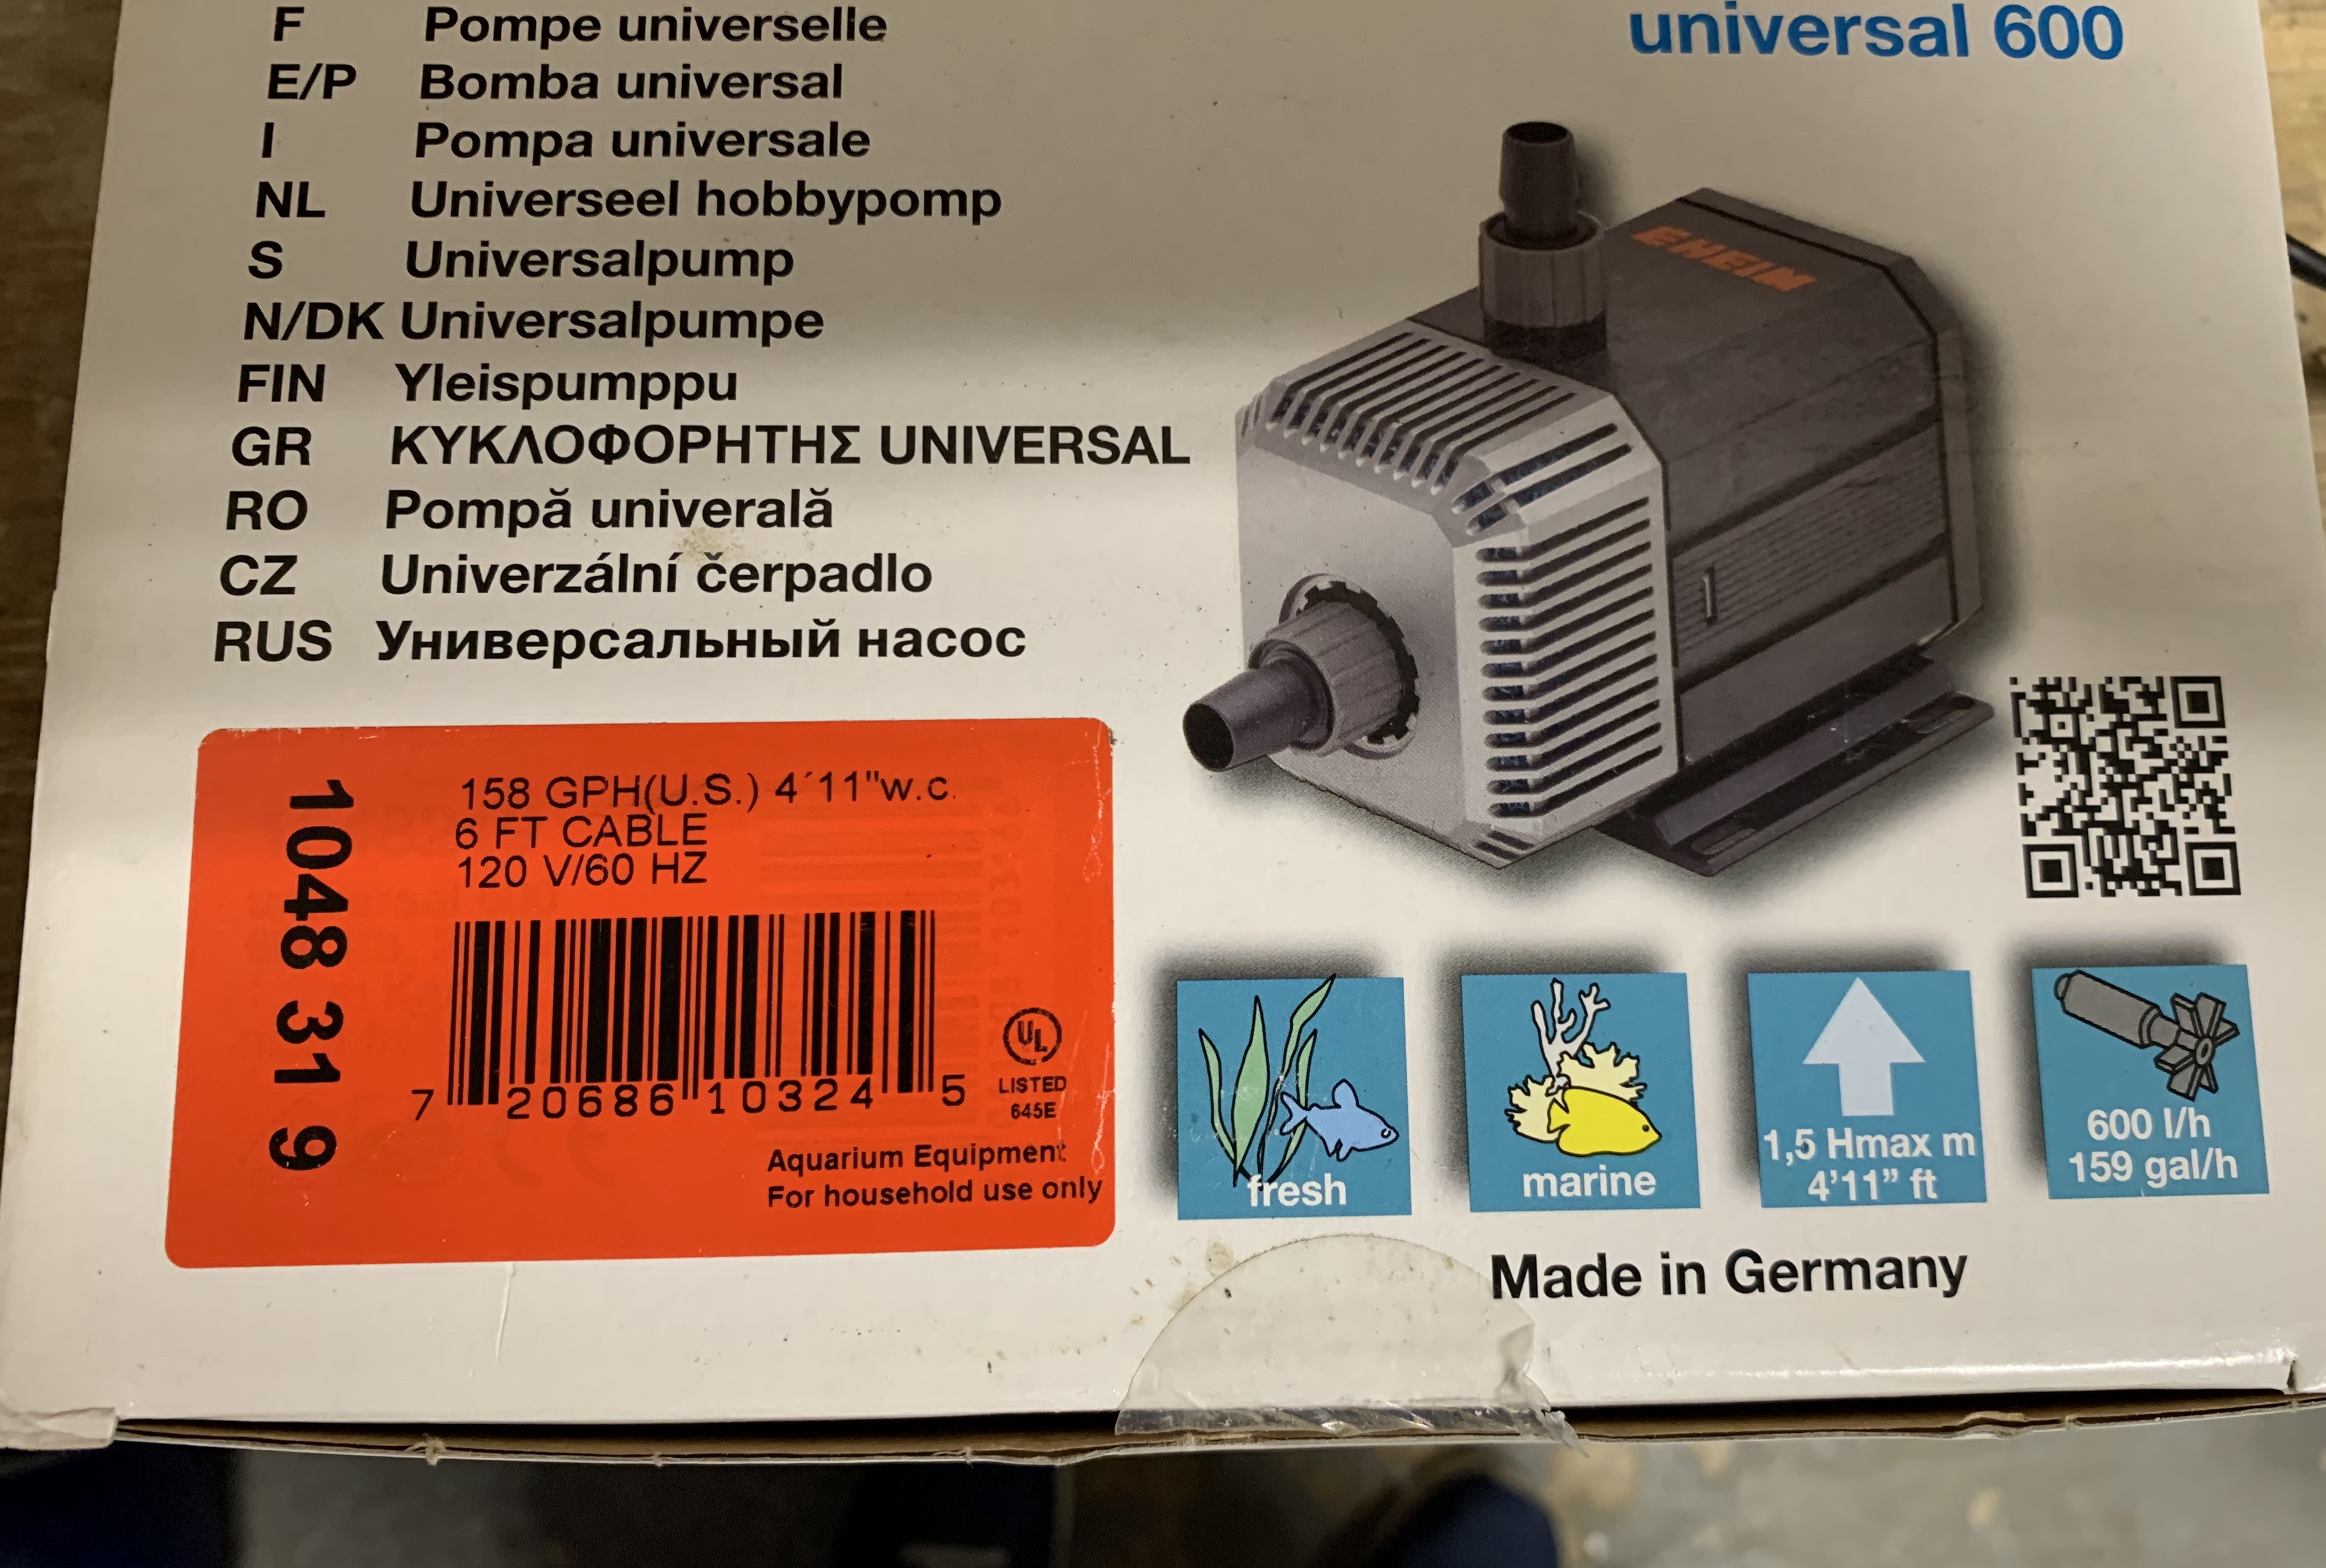 universal 600
F Pompe universelle
E/P Bomba universal
I Pompa universale
NL Universeel hobbypomp
S Universalpump
N/DK Universalpumpe
FIN Yleispumppu
GR ΚΥΚΛΟΦΟΡΗΤΗΣ UNIVERSAL
RO Pompă univerală
CZ Univerzální čerpadlo
RUS Универсальный насос
EHEIM
1048 319
158 GPH(U.S.) 4´11"w.c.
6 FT CABLE
120 V/60 HZ
7 20686 10324 5
UL
LISTED
645E
Aquarium Equipment
For household use only
fresh
marine
1,5 Hmax m
4'11” ft
600 l/h
159 gal/h
Made in Germany